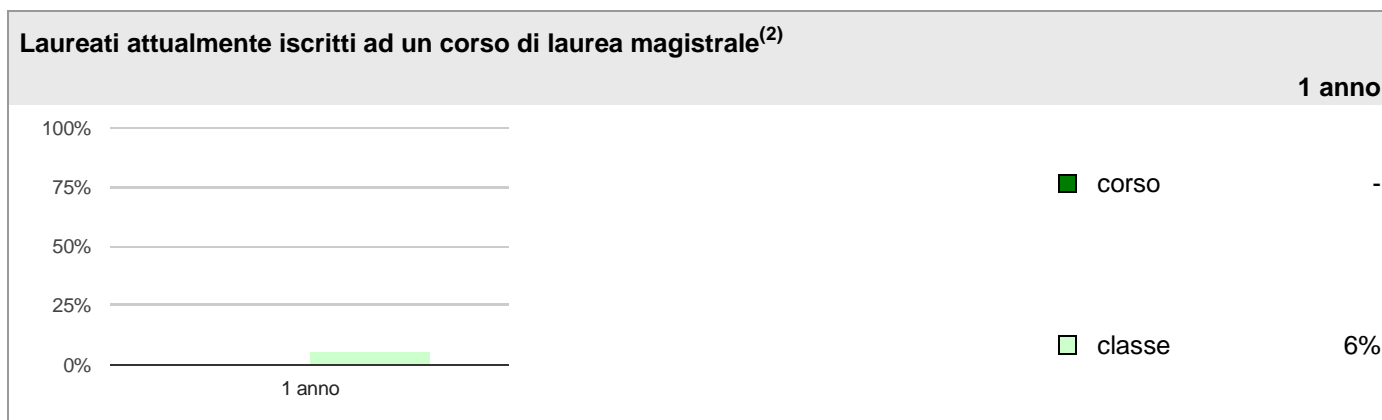 Laureati attualmente iscritti ad un corso di laurea magistrale(2)
1 anno
100%
75%
50%
25%
0%
1 anno
corso -
classe 6%